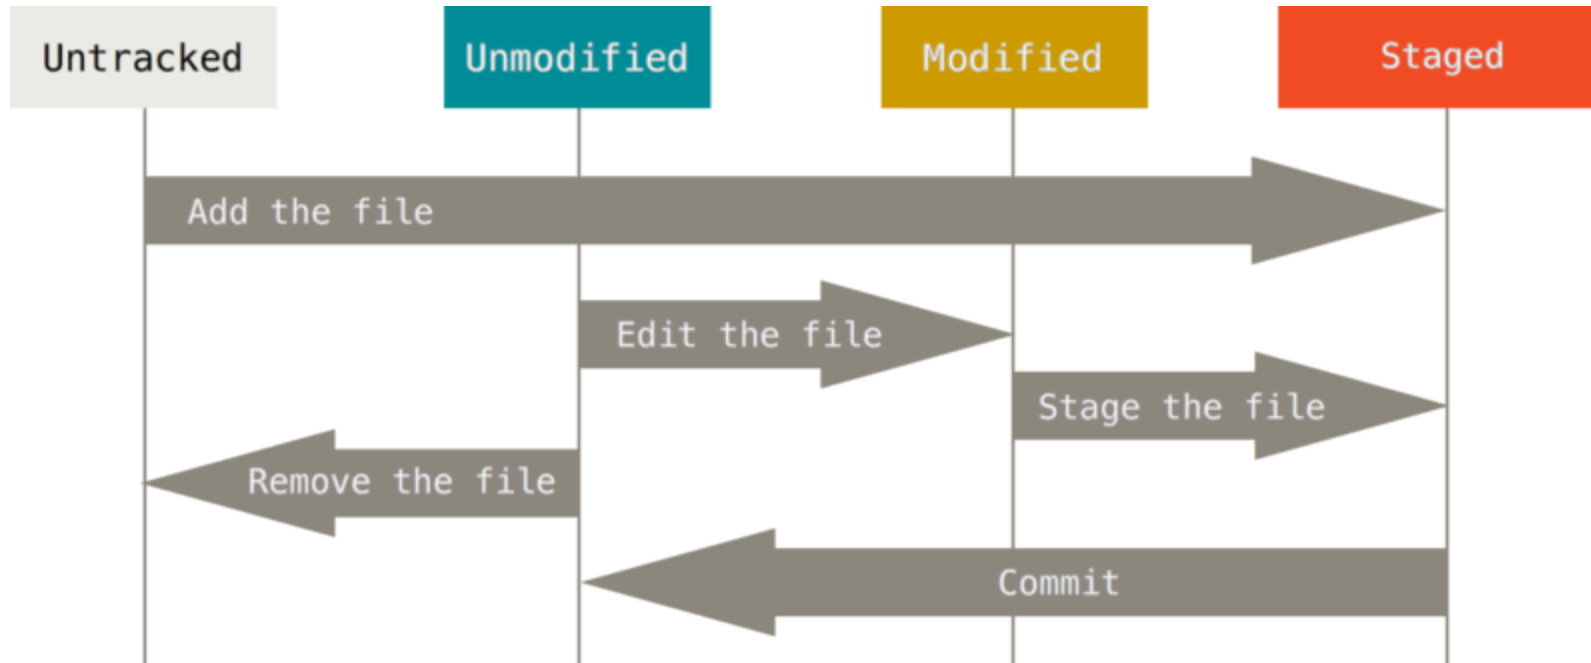 Untracked
Unmodified
Modified
Staged
Add the file
Edit the file
Stage the file
Remove the file
Commit